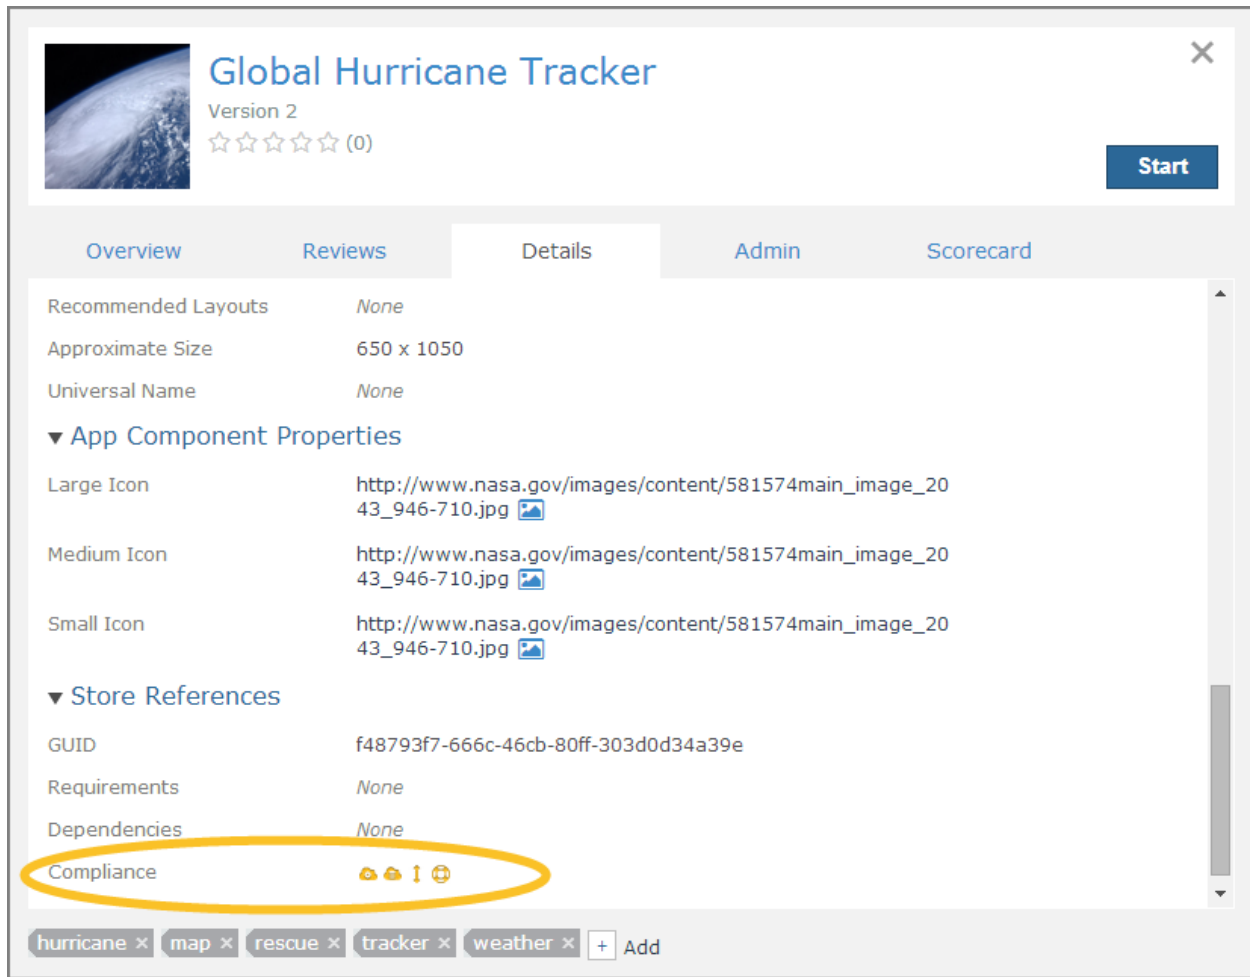 Global Hurricane Tracker
Version 2
(0)
Start
Overview Reviews Details Admin Scorecard
Recommended Layouts None
Approximate Size 650 x 1050
Universal Name None
App Component Properties
Large Icon http://www.nasa.gov/images/content/581574main_image_20
43_946-710.jpg
Medium Icon http://www.nasa.gov/images/content/581574main_image_20
43_946-710.jpg
Small Icon http://www.nasa.gov/images/content/581574main_image_20
43_946-710.jpg
Store References
GUID f48793f7-666c-46cb-80ff-303d0d34a39e
Requirements None
Dependencies None
Compliance
hurricane × map × rescue × tracker × weather × + Add